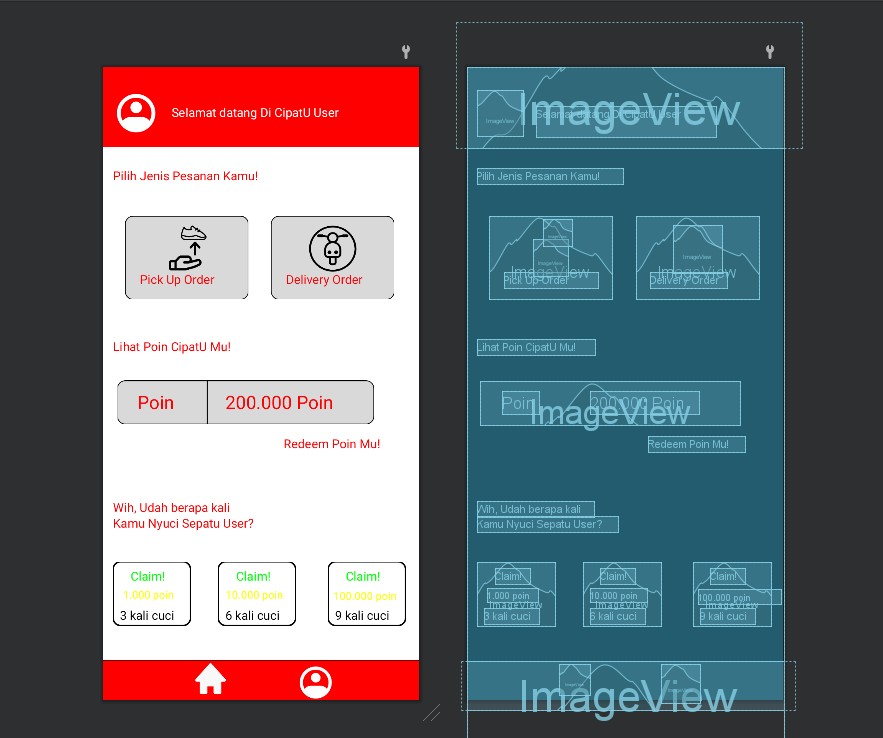 Selamat datang Di CipatU User
Pilih Jenis Pesanan Kamu!
Pick Up Order
Delivery Order
Lihat Poin CipatU Mu!
Poin
200.000 Poin
Redeem Poin Mu!
Wih, Udah berapa kali
Kamu Nyuci Sepatu User?
Claim!
1.000 poin
3 kali cuci
Claim!
10.000 poin
6 kali cuci
Claim!
100.000 poin
9 kali cuci
ImageView
ImageView
Selamat datang Di CipatU User
Pilih Jenis Pesanan Kamu!
ImageView
ImageView
Pick Up Order
ImageView
ImageView
Delivery Order
Lihat Poin CipatU Mu!
Poin
200.000 Poin
ImageView
Redeem Poin Mu!
Wih, Udah berapa kali
Kamu Nyuci Sepatu User?
Claim!
1.000 poin
ImageView
3 kali cuci
Claim!
10.000 poin
ImageView
6 kali cuci
Claim!
100.000 poin
ImageView
9 kali cuci
ImageView